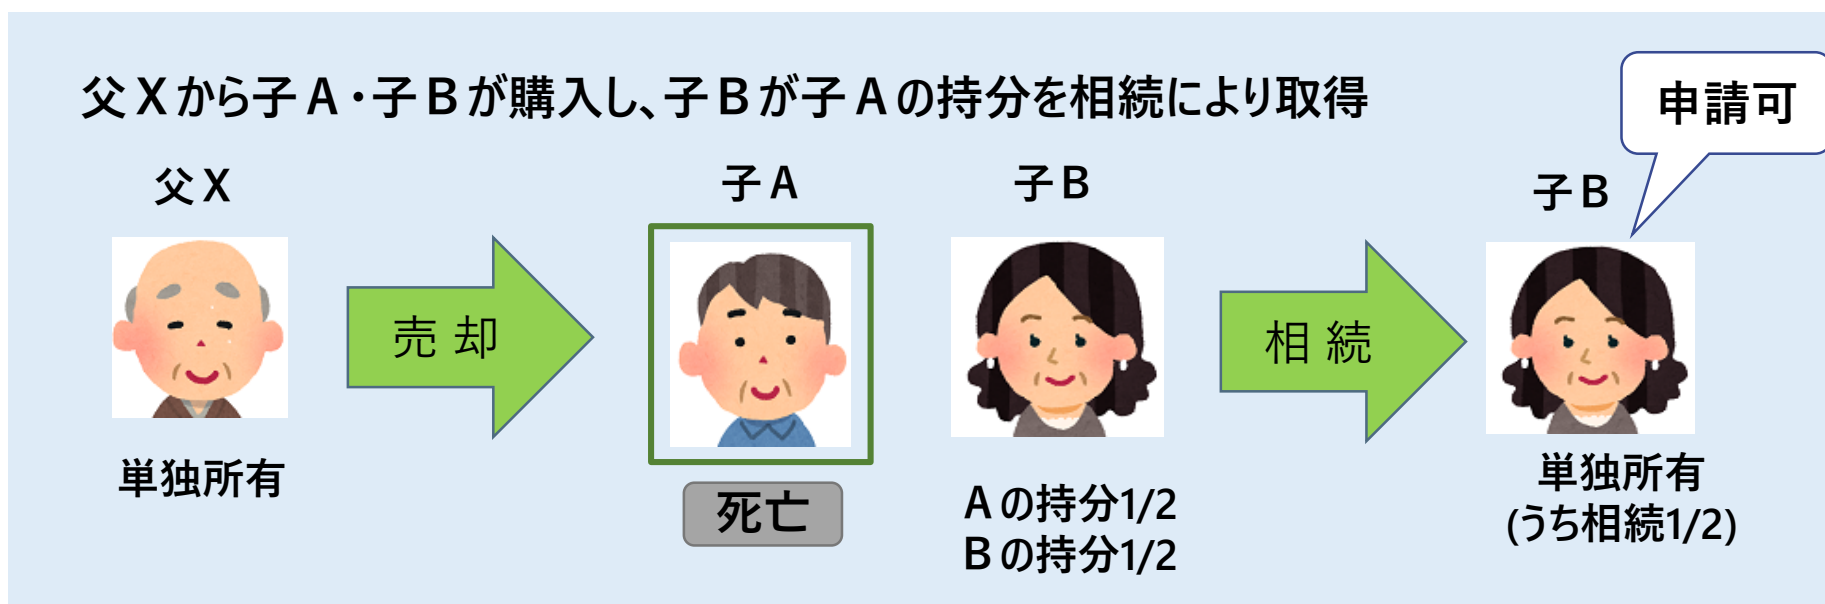 父Xから子A・子Bが購入し、子Bが子Aの持分を相続により取得
申請可
父X
子A
子B
子B
売却
相続
単独所有
死亡
Aの持分1/2
Bの持分1/2
単独所有
(うち相続1/2)